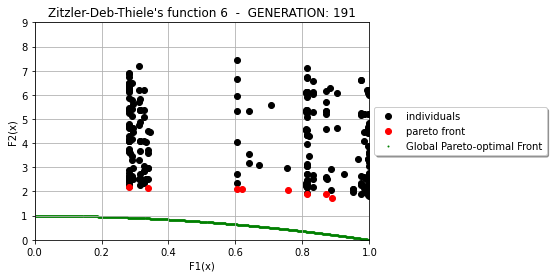 Zitzler-Deb-Thiele's function 6  -  GENERATION: 191
9
8
7
6
5
4
3
2
1
0
F2(x)
0.0 0.2 0.4 0.6 0.8 1.0
F1(x)
individuals
pareto front
Global Pareto-optimal Front